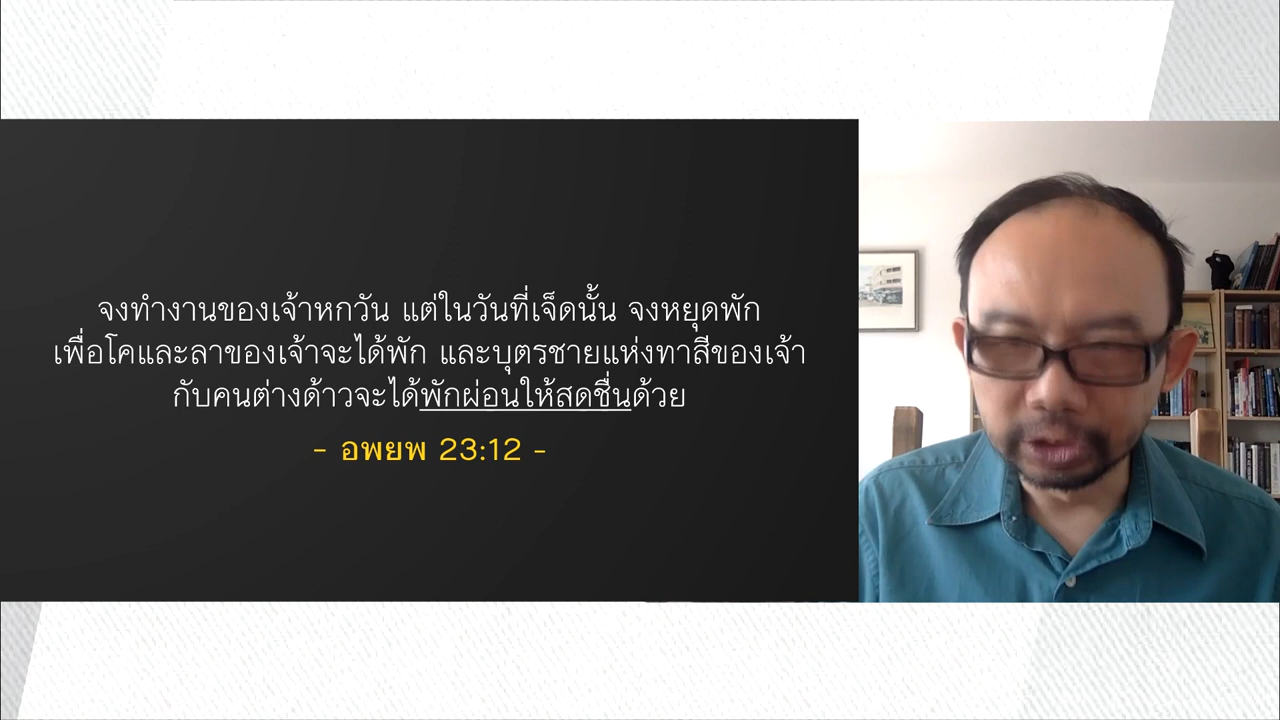 จงทำงานของเจ้าหกวัน แต่ในวันที่เจ็ดนั้น จงหยุดพัก
เพื่อโคและลาของเจ้าจะได้พัก และบุตรชายแห่งทาสีของเจ้า
กับคนต่างด้าวจะได้พักผ่อนให้สดชื่นด้วย
- อพยพ 23:12 -